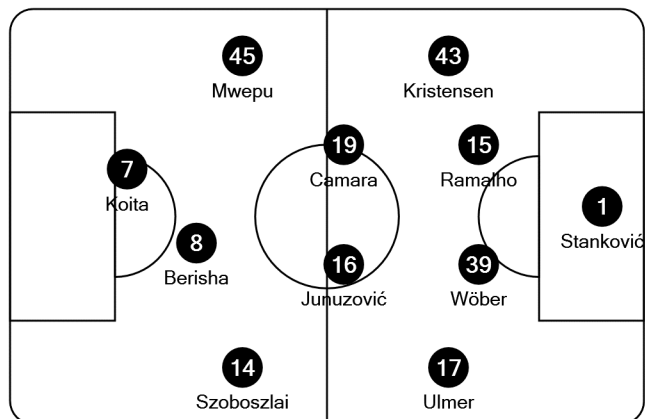 45
Mwepu
43
Kristensen
19
Camara
15
Ramalho
7
Koita
1
Stanković
8
Berisha
16
Junuzović
39
Wöber
14
Szoboszlai
17
Ulmer